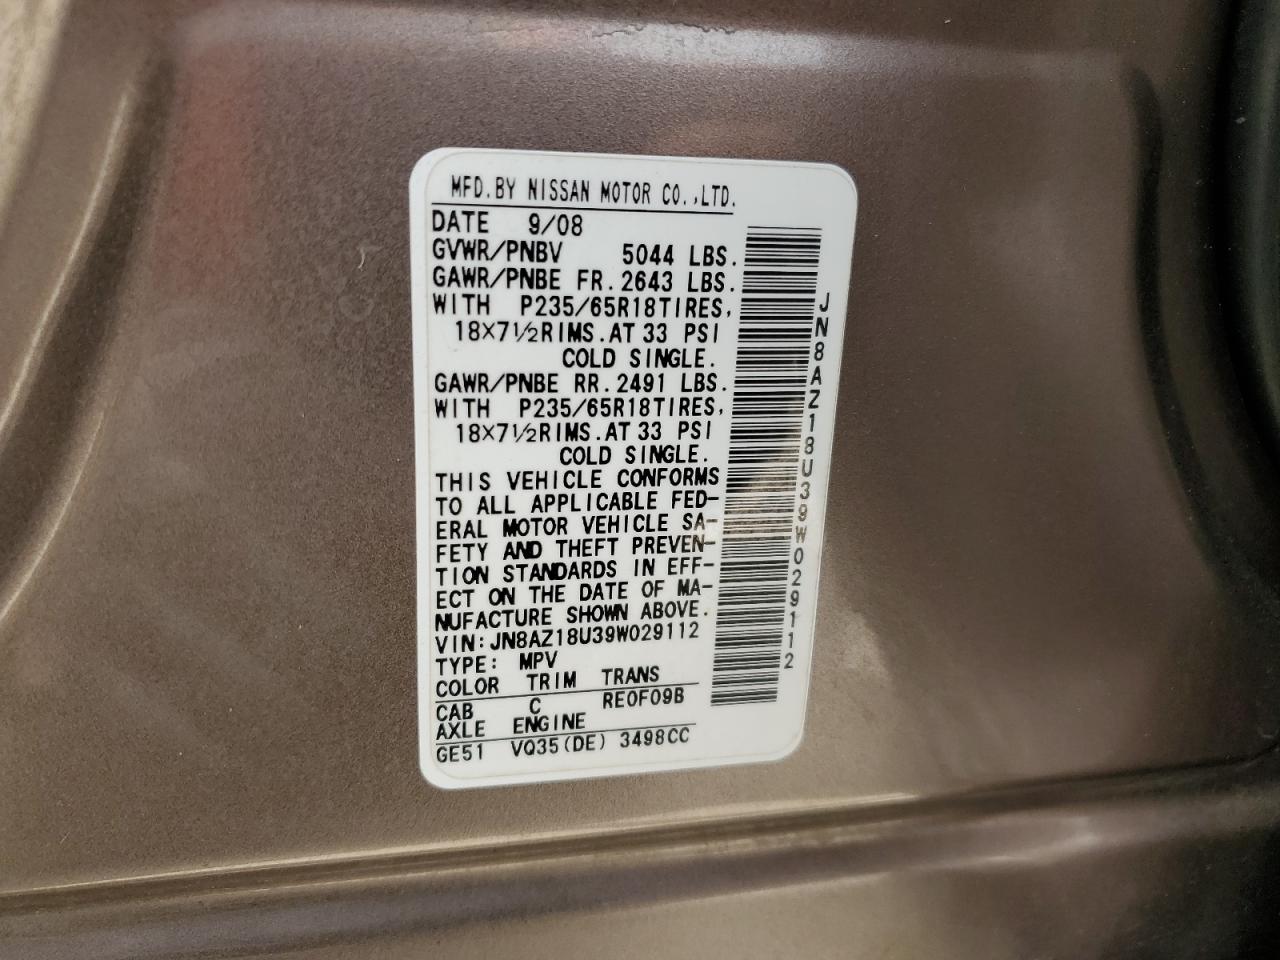 MFD.BY NISSAN MOTOR CO.,LTD.
DATE 9/08
GVWR/PNBV 5044 LBS.
GAWR/PNBE FR.2643 LBS.
WITH P235/65R18TIRES,
18X7½RIMS.AT 33 PSI
COLD SINGLE.
GAWR/PNBE RR.2491 LBS.
WITH P235/65R18TIRES,
18X7½RIMS.AT 33 PSI
COLD SINGLE.
THIS VEHICLE CONFORMS
TO ALL APPLICABLE FED-
ERAL MOTOR VEHICLE SA-
FETY AND THEFT PREVEN-
TION STANDARDS IN EFF-
ECT ON THE DATE OF MA-
NUFACTURE SHOWN ABOVE.
VIN:JN8AZ18U39W029112
TYPE: MPV
COLOR TRIM TRANS
CAB C RE0F09B
AXLE ENGINE
GE51 VQ35(DE) 3498CC
JN8AZ18U39W029112